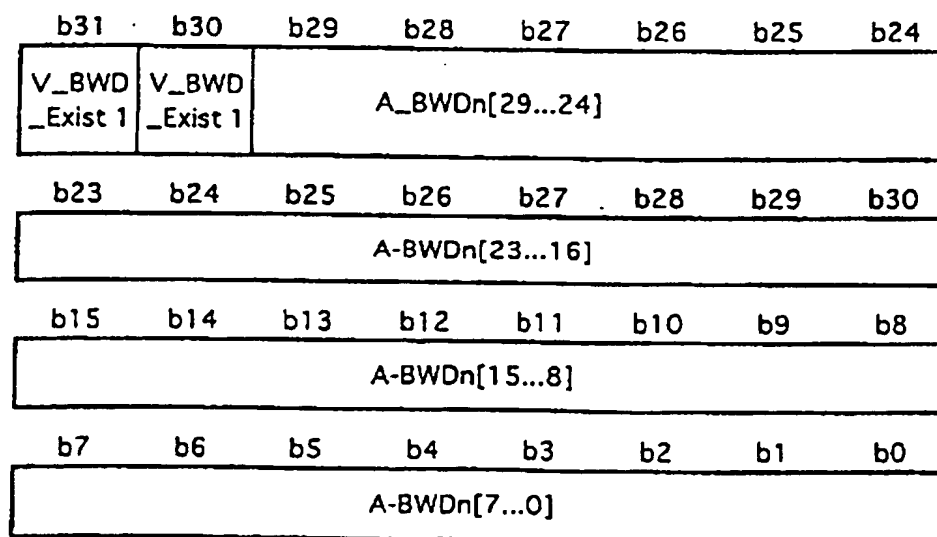 b31 b30 b29 b28 b27 b26 b25 b24
V_BWD V_BWD
_Exist 1 _Exist 1 A_BWDn[29...24]
b23 b24 b25 b26 b27 b28 b29 b30
A-BWDn[23...16]
b15 b14 b13 b12 b11 b10 b9 b8
A-BWDn[15...8]
b7 b6 b5 b4 b3 b2 b1 b0
A-BWDn[7...0]